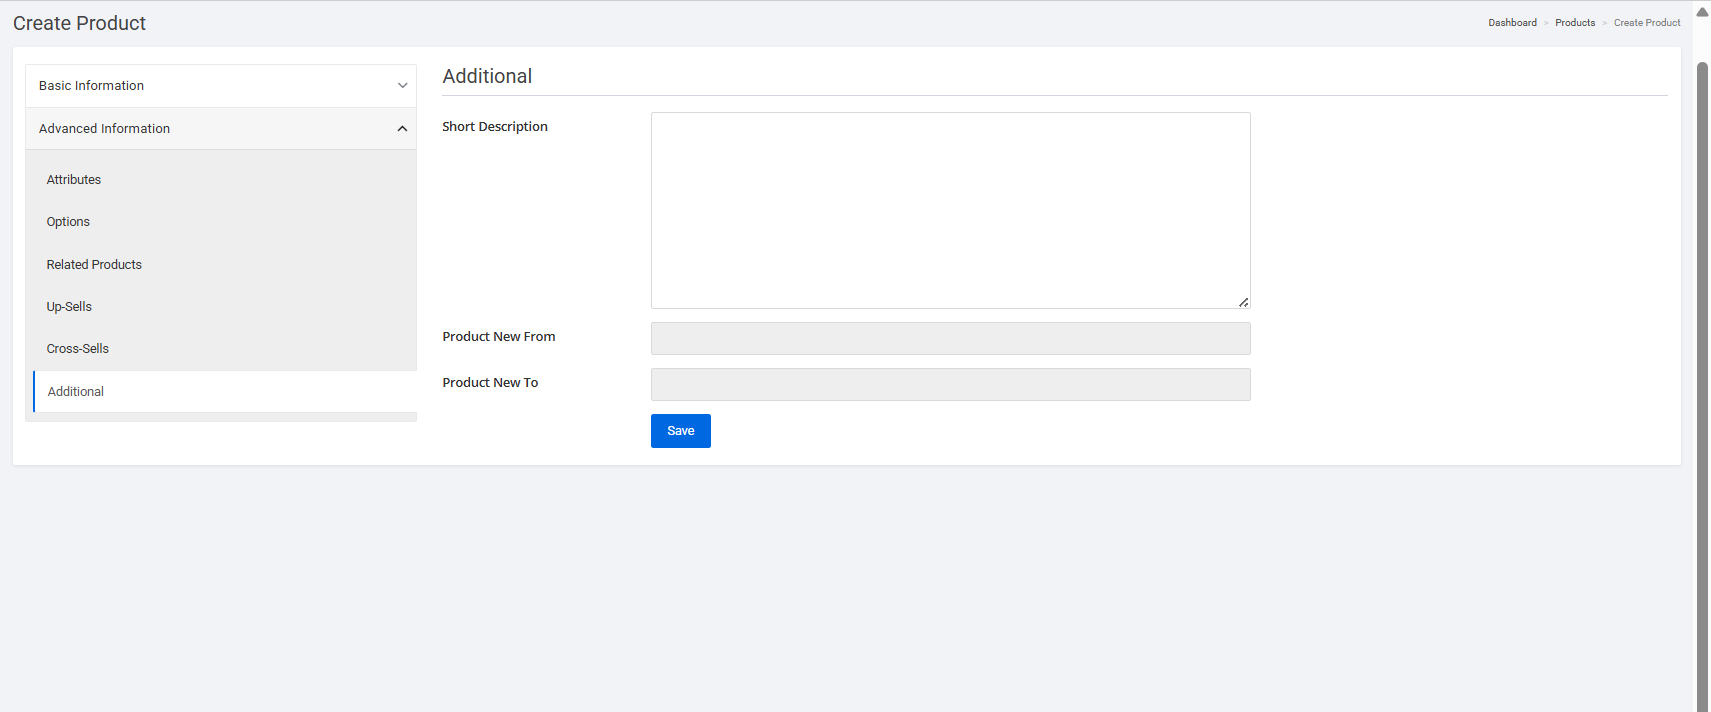 Create Product
Dashboard > Products > Create Product
Basic Information
Advanced Information
Attributes
Options
Related Products
Up-Sells
Cross-Sells
Additional
Additional
Short Description
Product New From
Product New To
Save